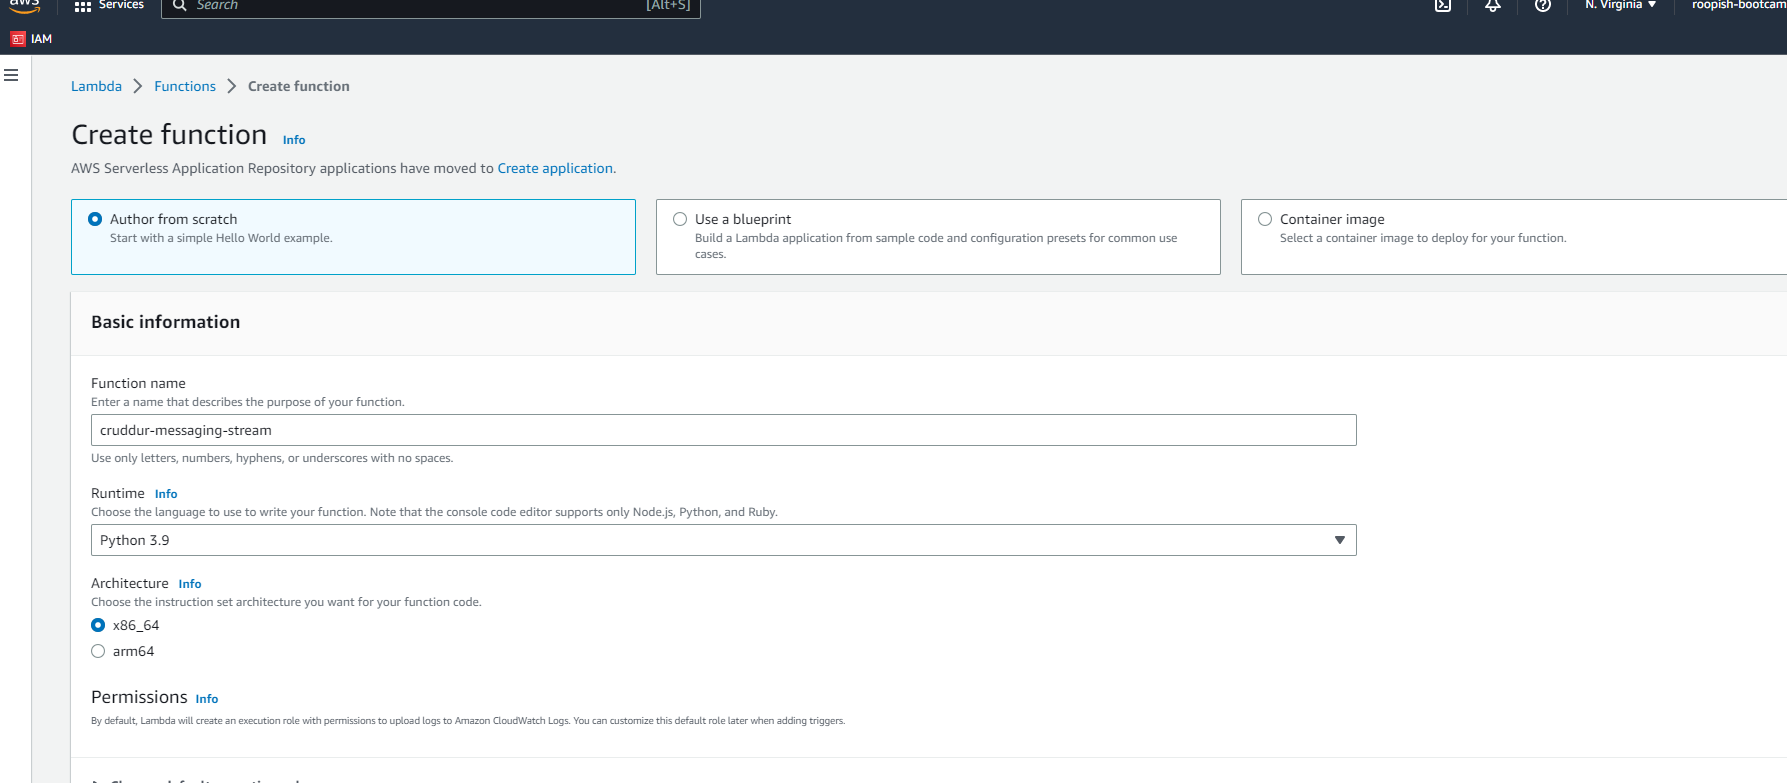 aws Services Search [Alt+S] N. Virginia roopish-bootcam
IAM
Lambda Functions Create function
Create function Info
AWS Serverless Application Repository applications have moved to Create application.
Author from scratch
Start with a simple Hello World example.
Use a blueprint
Build a Lambda application from sample code and configuration presets for common use
cases.
Container image
Select a container image to deploy for your function.
Basic information
Function name
Enter a name that describes the purpose of your function.
cruddur-messaging-stream
Use only letters, numbers, hyphens, or underscores with no spaces.
Runtime Info
Choose the language to use to write your function. Note that the console code editor supports only Node.js, Python, and Ruby.
Python 3.9
Architecture Info
Choose the instruction set architecture you want for your function code.
x86_64
arm64
Permissions Info
By default, Lambda will create an execution role with permissions to upload logs to Amazon CloudWatch Logs. You can customize this default role later when adding triggers.